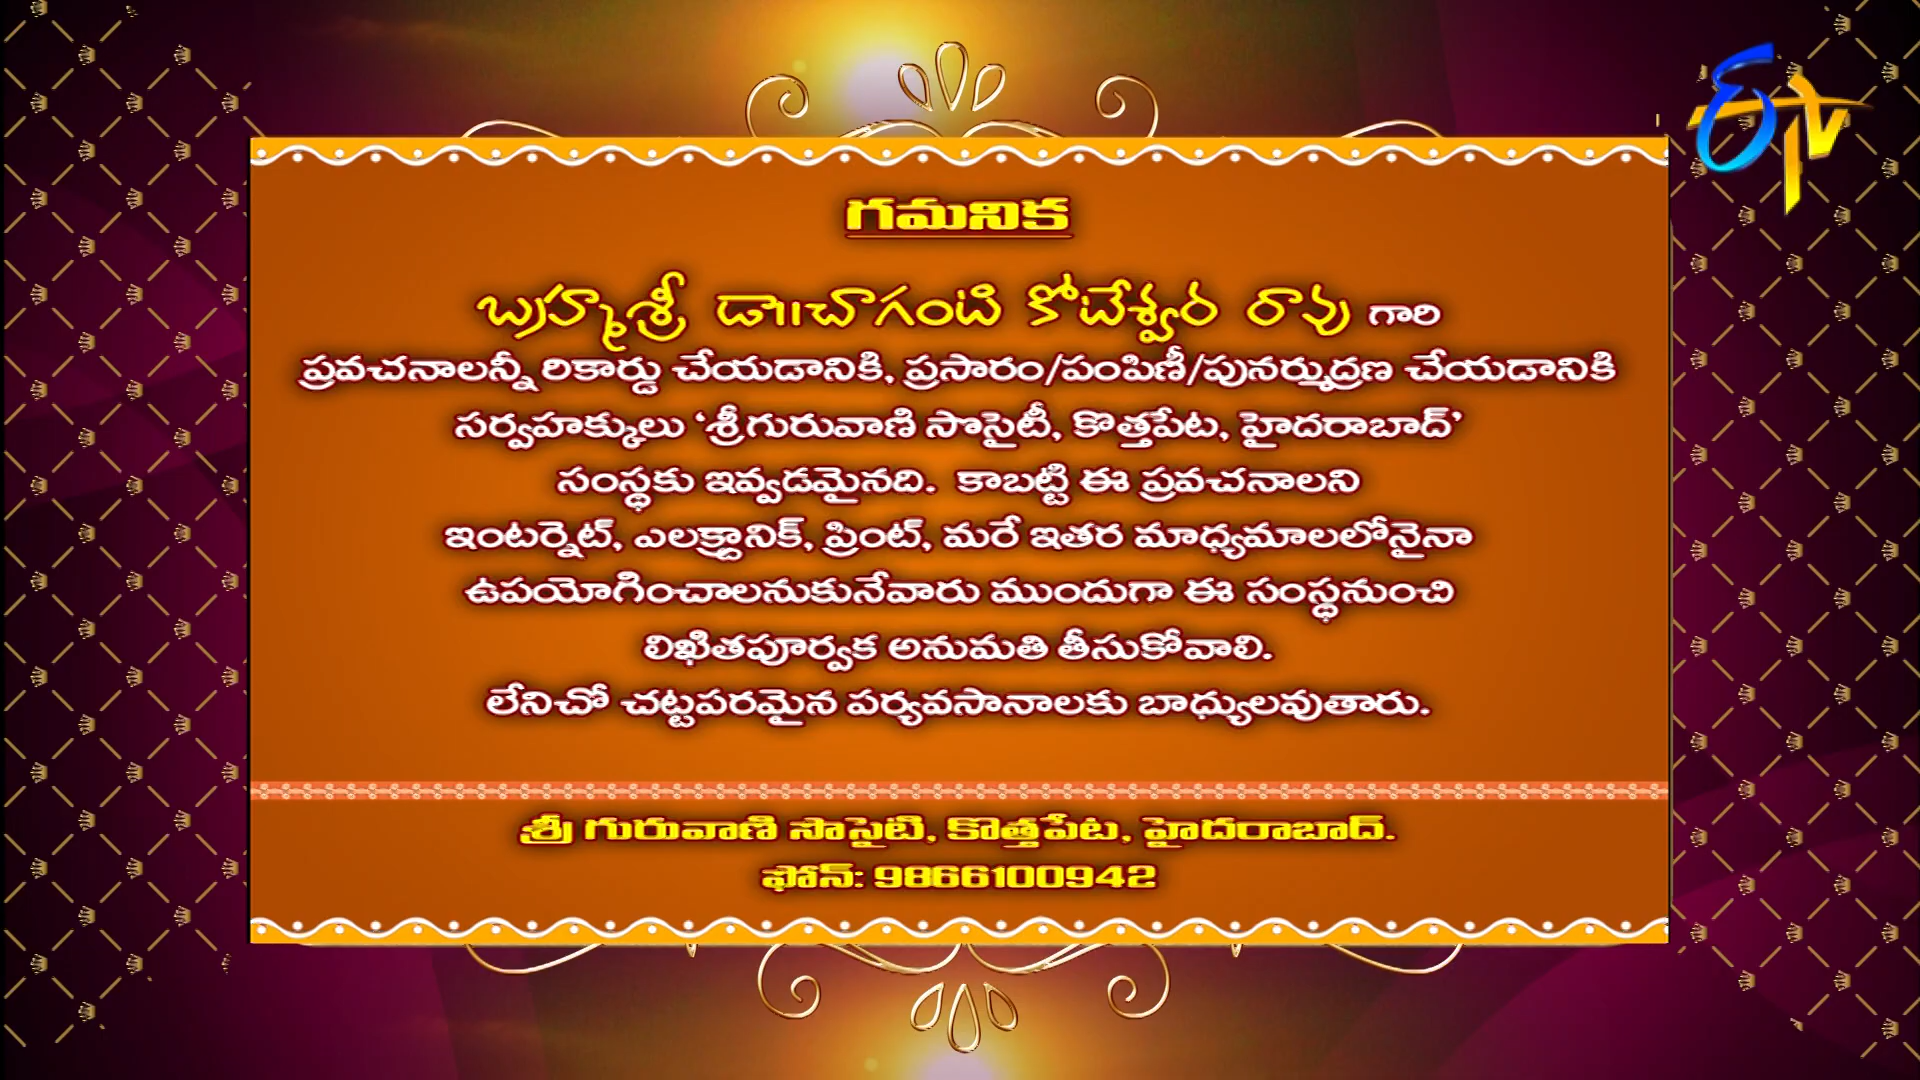 ETV
గమనిక
బ్రహ్మశ్రీ డా॥చాగంటి కోటేశ్వర రావు గారి
ప్రవచనాలన్నీ రికార్డు చేయడానికి, ప్రసారం/పంపిణీ/పునర్ముద్రణ చేయడానికి
సర్వహక్కులు ‘శ్రీగురువాణి సొసైటీ, కొత్తపేట, హైదరాబాద్’
సంస్థకు ఇవ్వడమైనది. కాబట్టి ఈ ప్రవచనాలని
ఇంటర్నెట్, ఎలక్ట్రానిక్, ప్రింట్, మరే ఇతర మాధ్యమాలలోనైనా
ఉపయోగించాలనుకునేవారు ముందుగా ఈ సంస్థనుంచి
లిఖితపూర్వక అనుమతి తీసుకోవాలి.
లేనిచో చట్టపరమైన పర్యవసానాలకు బాధ్యులవుతారు.
శ్రీ గురువాణి సొసైటి, కొత్తపేట, హైదరాబాద్.
ఫోన్: 9866100942